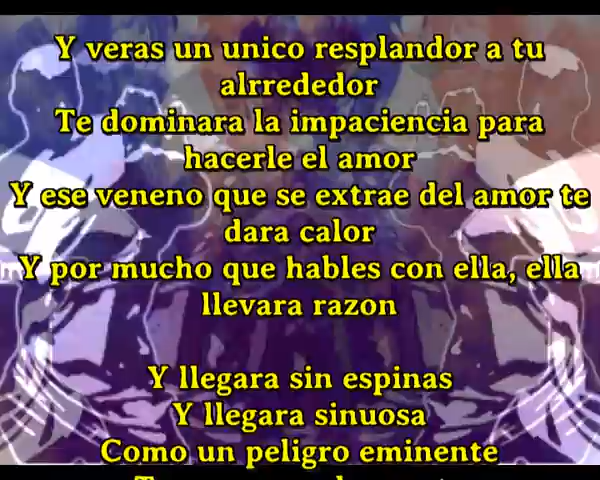 Y veras un unico resplandor a tu
alrrededor
Te dominara la impaciencia para
hacerle el amor
Y ese veneno que se extrae del amor te
dara calor
Y por mucho que hables con ella, ella
llevara razon
Y llegara sin espinas
Y llegara sinuosa
Como un peligro eminente